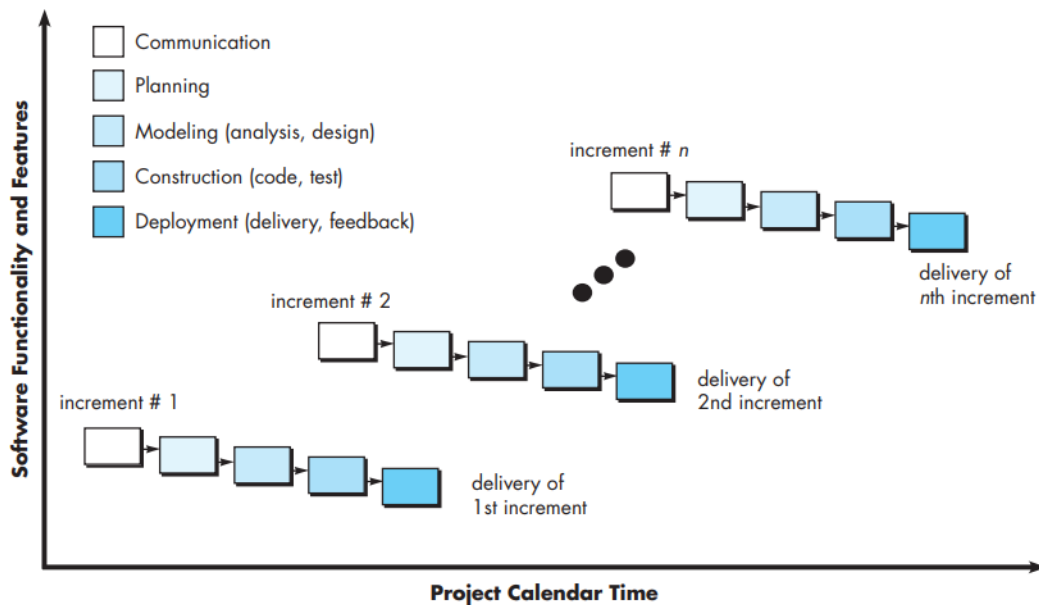 Software Functionality and Features
Communication
Planning
Modeling (analysis, design)
Construction (code, test)
Deployment (delivery, feedback)
increment # n
delivery of
nth increment
increment # 2
delivery of
2nd increment
increment # 1
delivery of
1st increment
Project Calendar Time